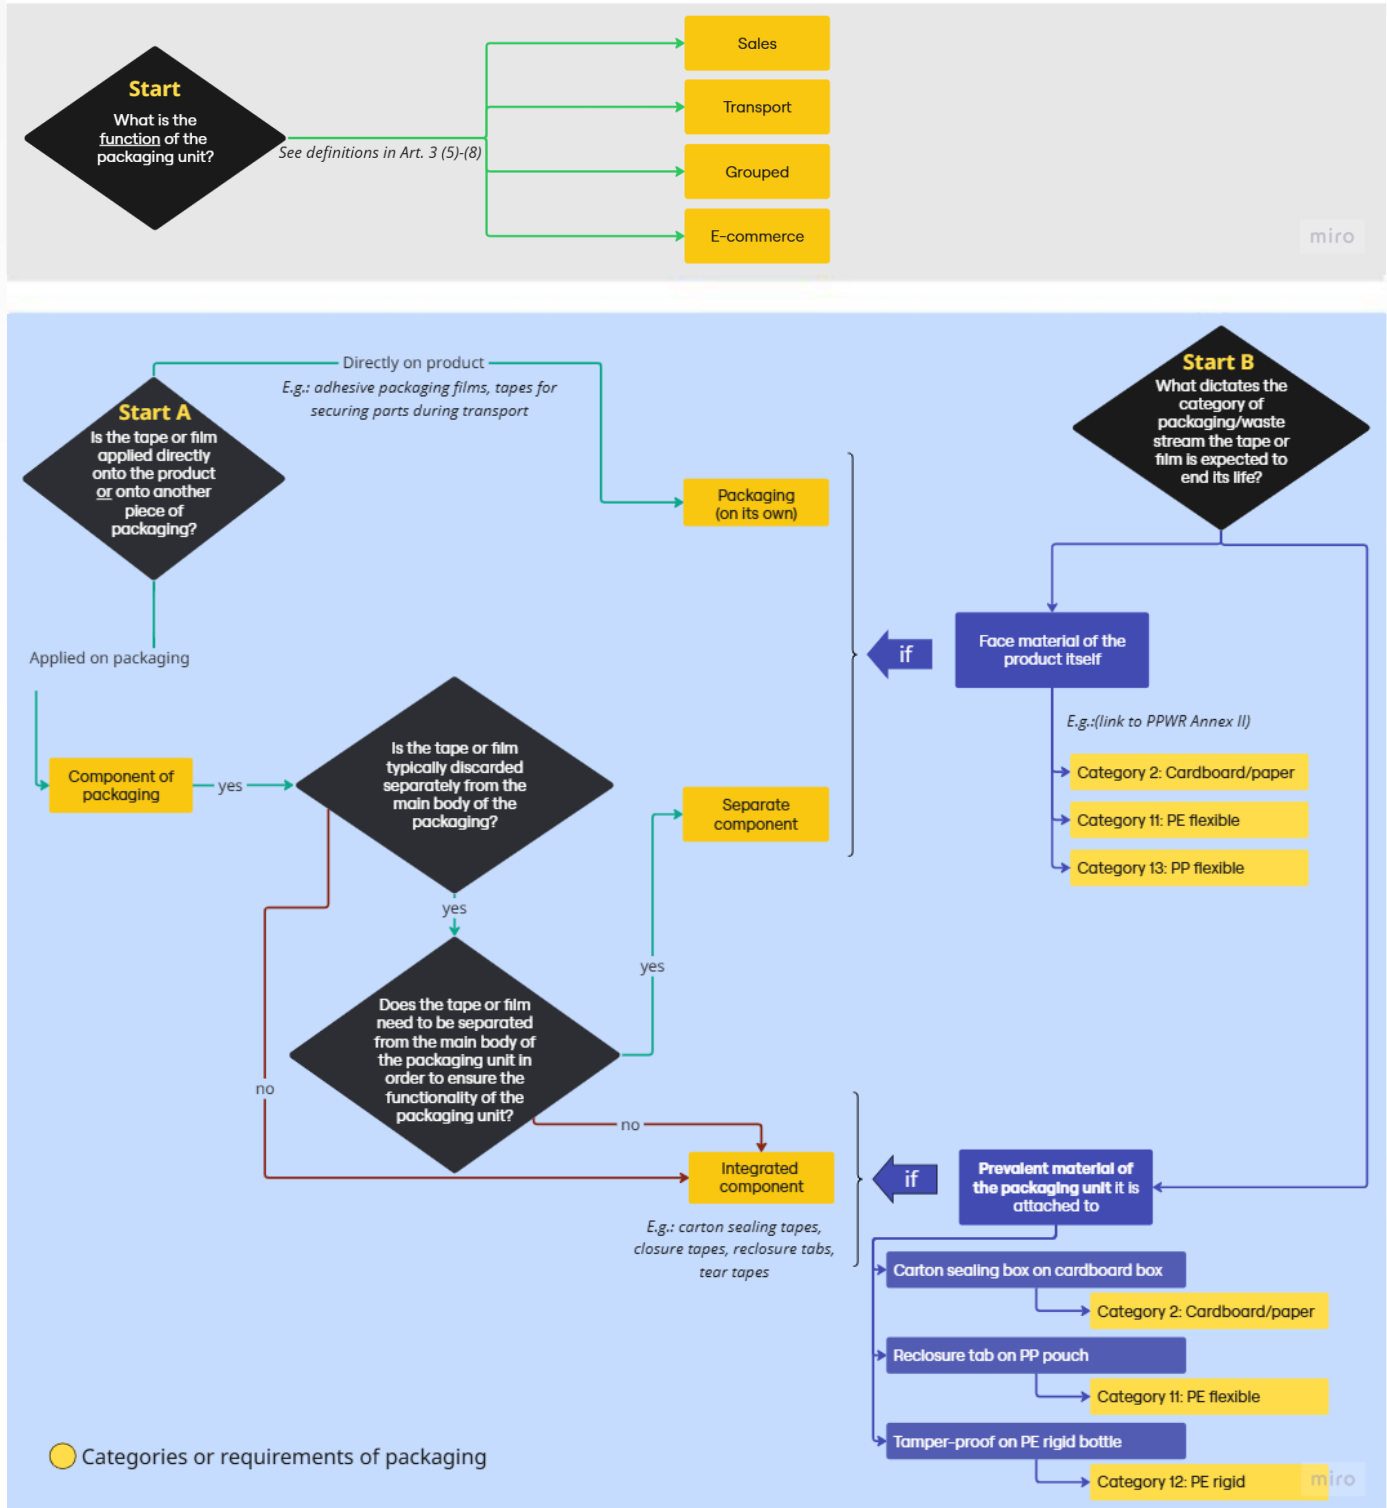 Start
What is the
function of the
packaging unit?
See definitions in Art. 3 (5)-(8)
Sales
Transport
Grouped
E-commerce
miro
Start A
Is the tape or film
applied directly
onto the product
or onto another
piece of
packaging?
Directly on product
E.g.: adhesive packaging films, tapes for
securing parts during transport
Packaging
(on its own)
Applied on packaging
Component of
packaging
yes
Is the tape or film
typically discarded
separately from the
main body of the
packaging?
yes
Does the tape or film
need to be separated
from the main body of
the packaging unit in
order to ensure the
functionality of the
packaging unit?
yes
Separate
component
no
no
Integrated
component
E.g.: carton sealing tapes,
closure tapes, reclosure tabs,
tear tapes
Start B
What dictates the
category of
packaging/waste
stream the tape or
film is expected to
end its life?
if
Face material of the
product itself
E.g.:(link to PPWR Annex II)
Category 2: Cardboard/paper
Category 11: PE flexible
Category 13: PP flexible
if
Prevalent material of
the packaging unit it is
attached to
Carton sealing box on cardboard box
Category 2: Cardboard/paper
Reclosure tab on PP pouch
Category 11: PE flexible
Tamper-proof on PE rigid bottle
Category 12: PE rigid
miro
Categories or requirements of packaging